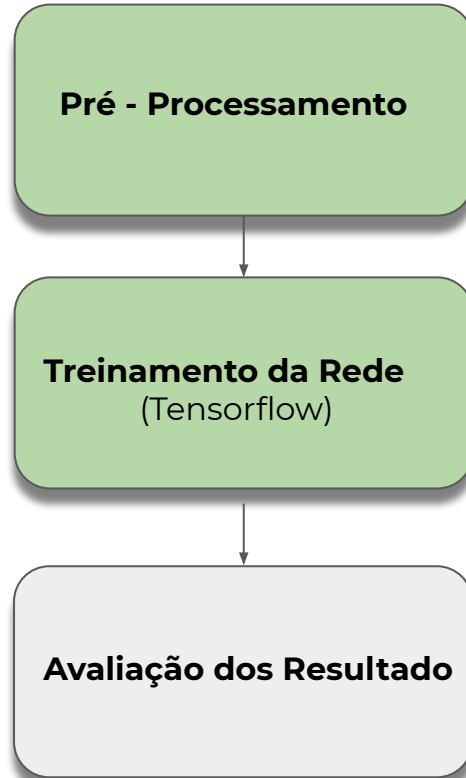 Pré - Processamento
Treinamento da Rede
(Tensorflow)
Avaliação dos Resultado